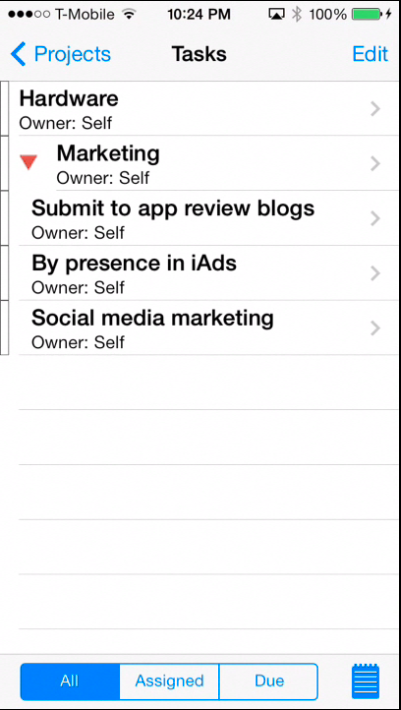 T-Mobile 10:24 PM 100%
Projects Tasks Edit
Hardware
Owner: Self
Marketing
Owner: Self
Submit to app review blogs
Owner: Self
By presence in iAds
Owner: Self
Social media marketing
Owner: Self
All Assigned Due